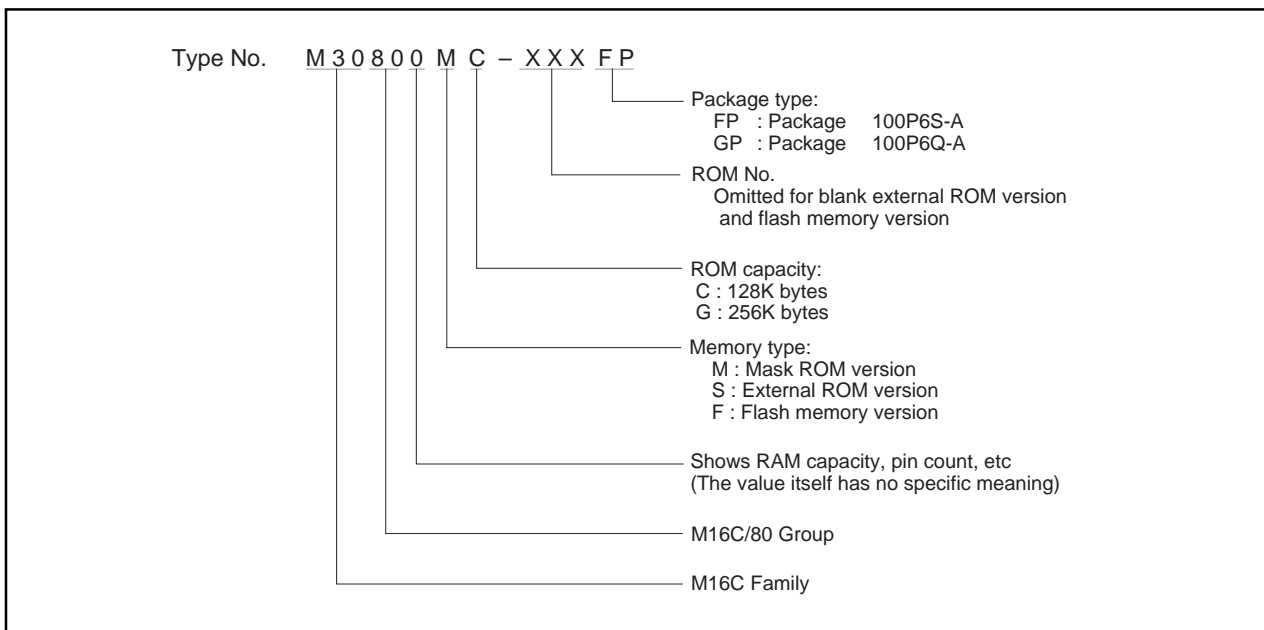 Type No. M 3 0 8 0 0 M C – X X X F P
Package type:
FP : Package 100P6S-A
GP : Package 100P6Q-A
ROM No.
Omitted for blank external ROM version
and flash memory version
ROM capacity:
C : 128K bytes
G : 256K bytes
Memory type:
M : Mask ROM version
S : External ROM version
F : Flash memory version
Shows RAM capacity, pin count, etc
(The value itself has no specific meaning)
M16C/80 Group
M16C Family